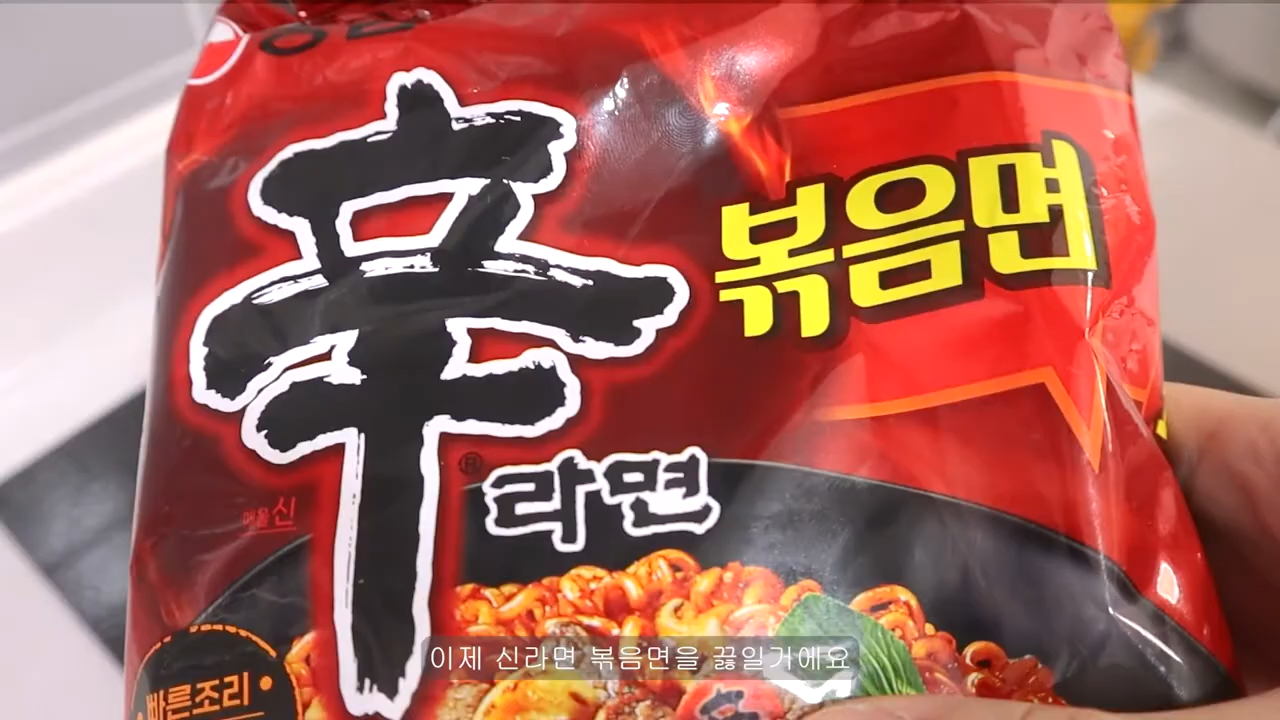 辛
볶음면
라면
매울신
빠른조리
이제 신라면 볶음면을 끓일거에요